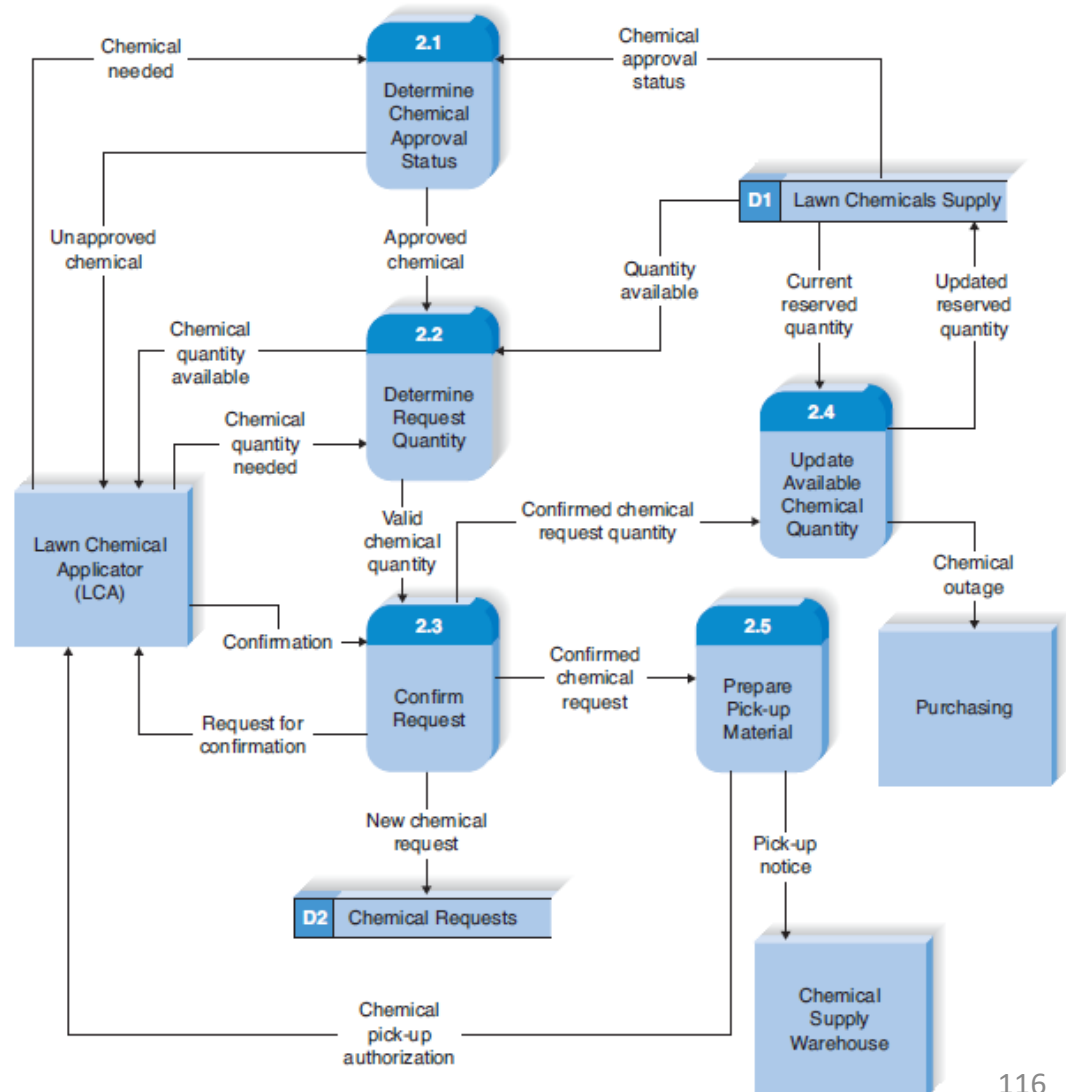 Chemical
needed
2.1
Determine
Chemical
Approval
Status
Chemical
approval
status
D1 Lawn Chemicals Supply
Unapproved
chemical
Approved
chemical
Quantity
available
Current
reserved
quantity
Updated
reserved
quantity
Chemical
quantity
available
2.2
Determine
Request
Quantity
Chemical
quantity
needed
2.4
Update
Available
Chemical
Quantity
Lawn Chemical
Applicator
(LCA)
Valid
chemical
quantity
Confirmed chemical
request quantity
Chemical
outage
Confirmation
2.3
Confirm
Request
Confirmed
chemical
request
2.5
Prepare
Pick-up
Material
Purchasing
Request for
confirmation
New chemical
request
Pick-up
notice
D2 Chemical Requests
Chemical
pick-up
authorization
Chemical
Supply
Warehouse
116